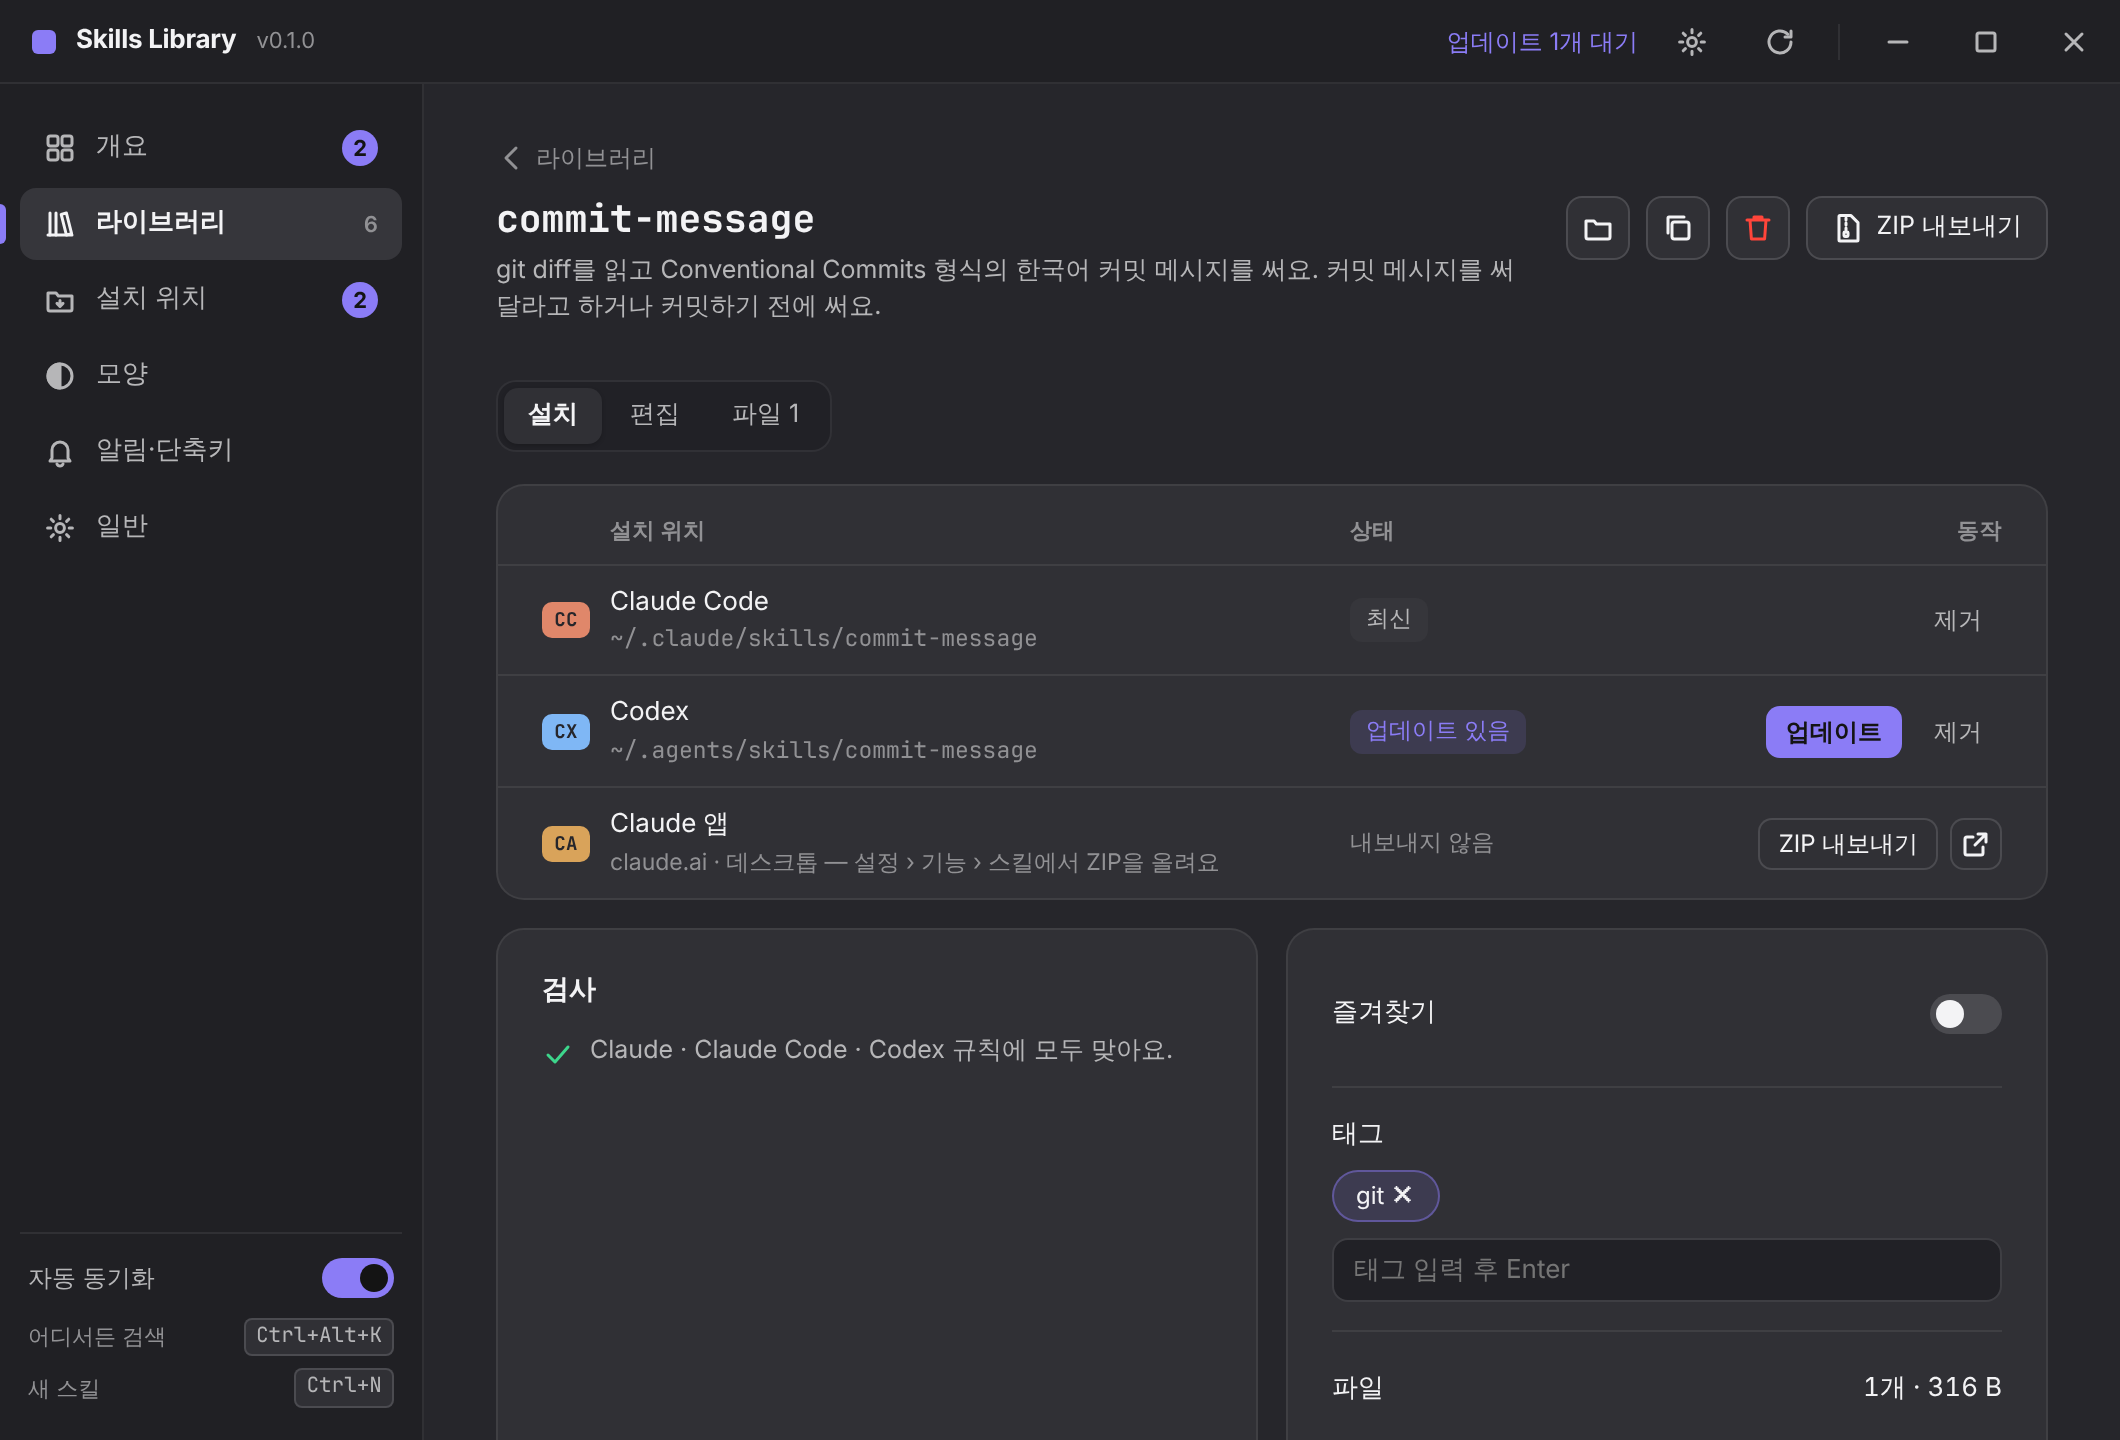 Skills Library v0.1.0
업데이트 1개 대기
개요 2
라이브러리 6
설치 위치 2
모양
알림·단축키
일반
자동 동기화
어디서든 검색 Ctrl+Alt+K
새 스킬 Ctrl+N
라이브러리
commit-message
git diff를 읽고 Conventional Commits 형식의 한국어 커밋 메시지를 써요. 커밋 메시지를 써
달라고 하거나 커밋하기 전에 써요.
ZIP 내보내기
설치 편집 파일 1
설치 위치 상태 동작
CC Claude Code 최신 제거
~/.claude/skills/commit-message
CX Codex 업데이트 있음 업데이트 제거
~/.agents/skills/commit-message
CA Claude 앱 내보내지 않음 ZIP 내보내기
claude.ai · 데스크톱 — 설정 › 기능 › 스킬에서 ZIP을 올려요
검사
Claude · Claude Code · Codex 규칙에 모두 맞아요.
즐겨찾기
태그
git ✕
태그 입력 후 Enter
파일 1개 · 316 B